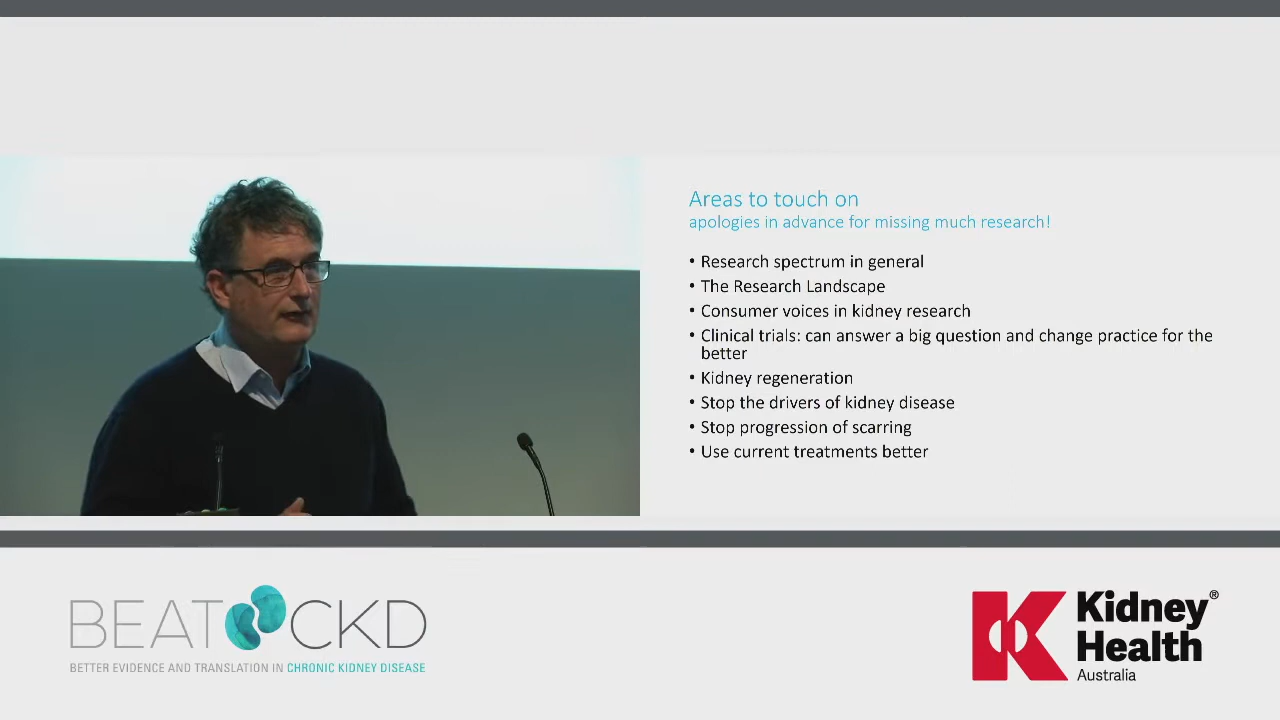 Areas to touch on
apologies in advance for missing much research!
• Research spectrum in general
• The Research Landscape
• Consumer voices in kidney research
• Clinical trials: can answer a big question and change practice for the
better
• Kidney regeneration
• Stop the drivers of kidney disease
• Stop progression of scarring
• Use current treatments better
BEAT CKD
BETTER EVIDENCE AND TRANSLATION IN CHRONIC KIDNEY DISEASE
Kidney®
Health
Australia